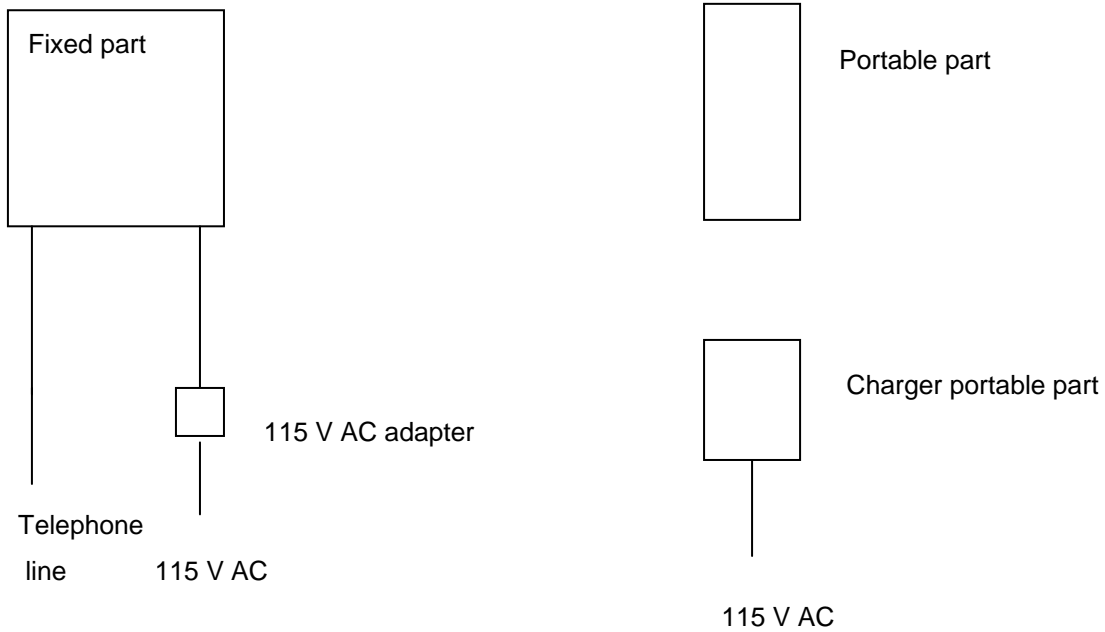 Fixed part
Portable part
Charger portable part
115 V AC adapter
Telephone
line
115 V AC
115 V AC